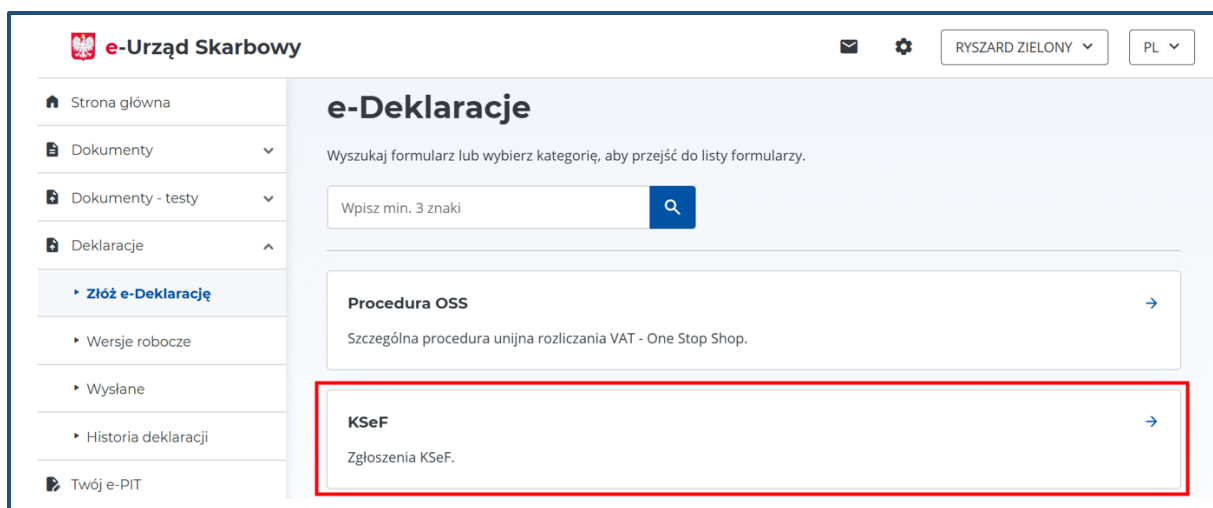 e-Urząd Skarbowy
RYSZARD ZIELONY
PL
Strona główna
Dokumenty
Dokumenty - testy
Deklaracje
Złóż e-Deklarację
Wersje robocze
Wysłane
Historia deklaracji
Twój e-PIT
e-Deklaracje
Wyszukaj formularz lub wybierz kategorię, aby przejść do listy formularzy.
Wpisz min. 3 znaki
Procedura OSS
Szczególna procedura unijna rozliczania VAT - One Stop Shop.
KSeF
Zgłoszenia KSeF.